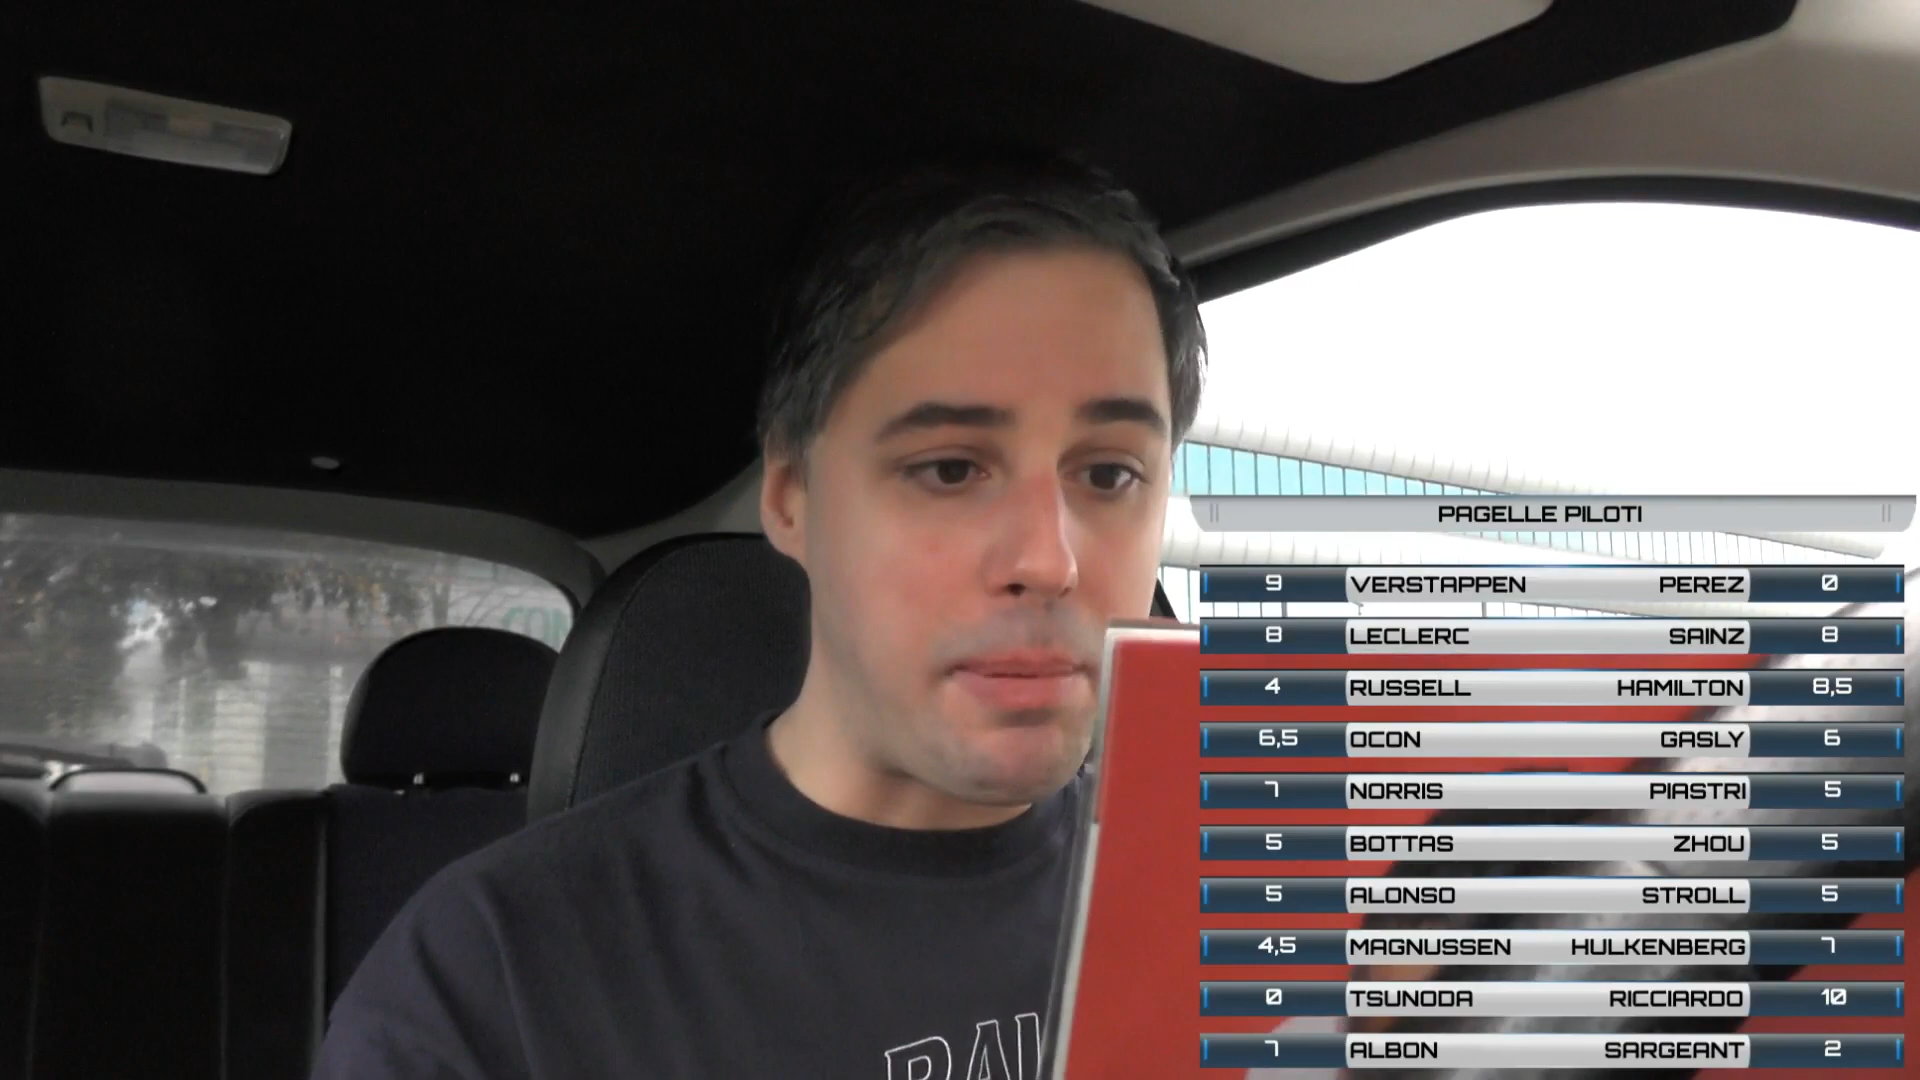 PAGELLE PILOTI
9 VERSTAPPEN PEREZ 0
8 LECLERC SAINZ 8
4 RUSSELL HAMILTON 8,5
6,5 OCON GASLY 6
7 NORRIS PIASTRI 5
5 BOTTAS ZHOU 5
5 ALONSO STROLL 5
4,5 MAGNUSSEN HULKENBERG 7
0 TSUNODA RICCIARDO 10
7 ALBON SARGEANT 2